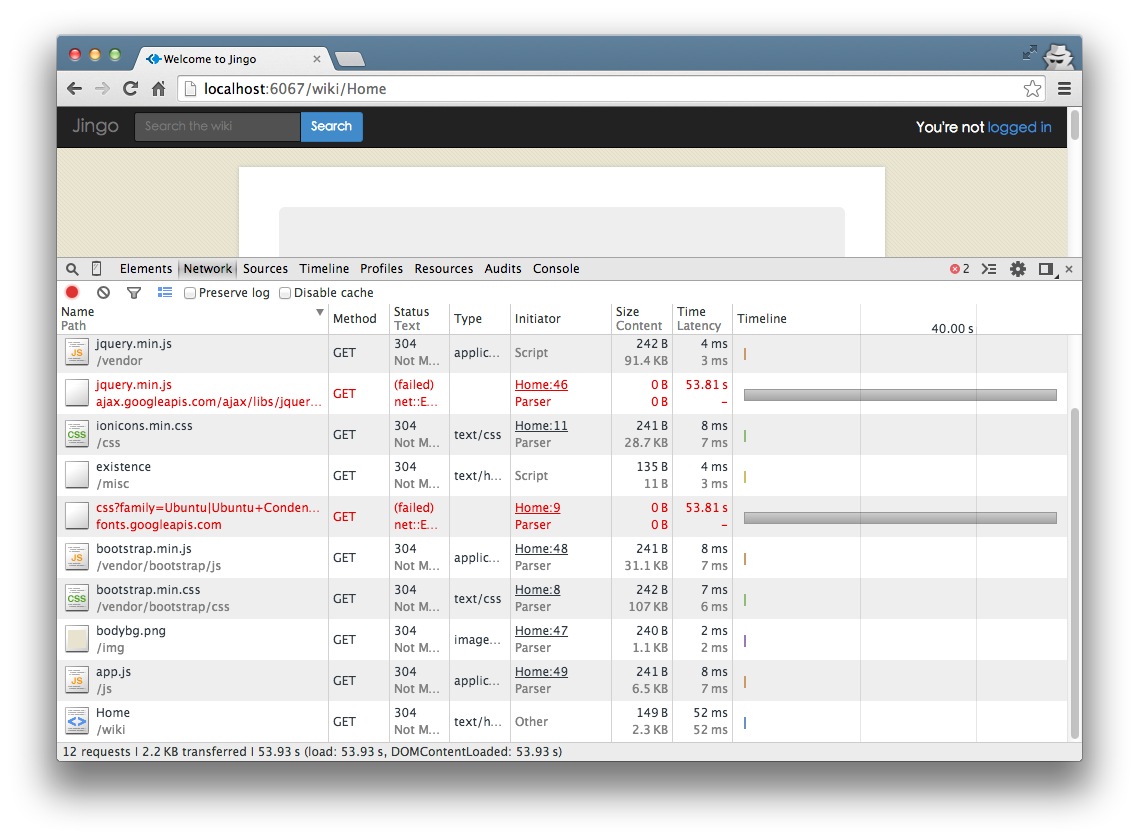 Welcome to Jingo
localhost:6067/wiki/Home
Jingo Search the wiki Search You're not logged in
Elements Network Sources Timeline Profiles Resources Audits Console 2
Preserve log Disable cache
Name Method Status Type Initiator Size Time Timeline
Path Text Content Latency 40.00 s
jquery.min.js GET 304 applic... Script 242 B 4 ms
/vendor Not M... 91.4 KB 3 ms
jquery.min.js GET (failed) Home:46 0 B 53.81 s
ajax.googleapis.com/ajax/libs/jquer... net::E... Parser 0 B –
ionicons.min.css GET 304 text/css Home:11 241 B 8 ms
/css Not M... Parser 28.7 KB 7 ms
existence GET 304 text/h... Script 135 B 4 ms
/misc Not M... 11 B 3 ms
css?family=Ubuntu|Ubuntu+Conden... GET (failed) Home:9 0 B 53.81 s
fonts.googleapis.com net::E... Parser 0 B –
bootstrap.min.js GET 304 applic... Home:48 241 B 8 ms
/vendor/bootstrap/js Not M... Parser 31.1 KB 7 ms
bootstrap.min.css GET 304 text/css Home:8 242 B 7 ms
/vendor/bootstrap/css Not M... Parser 107 KB 6 ms
bodybg.png GET 304 image... Home:47 240 B 2 ms
/img Not M... Parser 1.1 KB 2 ms
app.js GET 304 applic... Home:49 241 B 8 ms
/js Not M... Parser 6.5 KB 7 ms
Home GET 304 text/h... Other 149 B 52 ms
/wiki Not M... 2.3 KB 52 ms
12 requests | 2.2 KB transferred | 53.93 s (load: 53.93 s, DOMContentLoaded: 53.93 s)